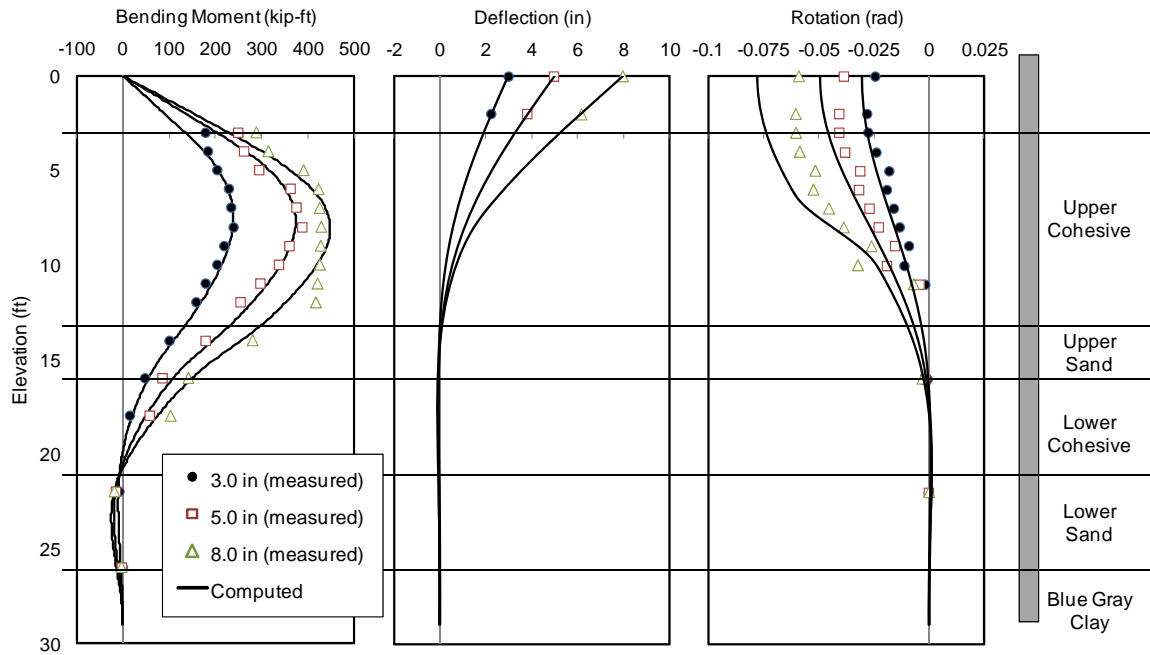 Bending Moment (kip-ft)
Deflection (in)
Rotation (rad)
-100 0 100 200 300 400 500
-2 0 2 4 6 8 10
-0.1 -0.075 -0.05 -0.025 0 0.025
Elevation (ft)
0
5
10
15
20
25
30
3.0 in (measured)
5.0 in (measured)
8.0 in (measured)
Computed
Upper
Cohesive
Upper
Sand
Lower
Cohesive
Lower
Sand
Blue Gray
Clay